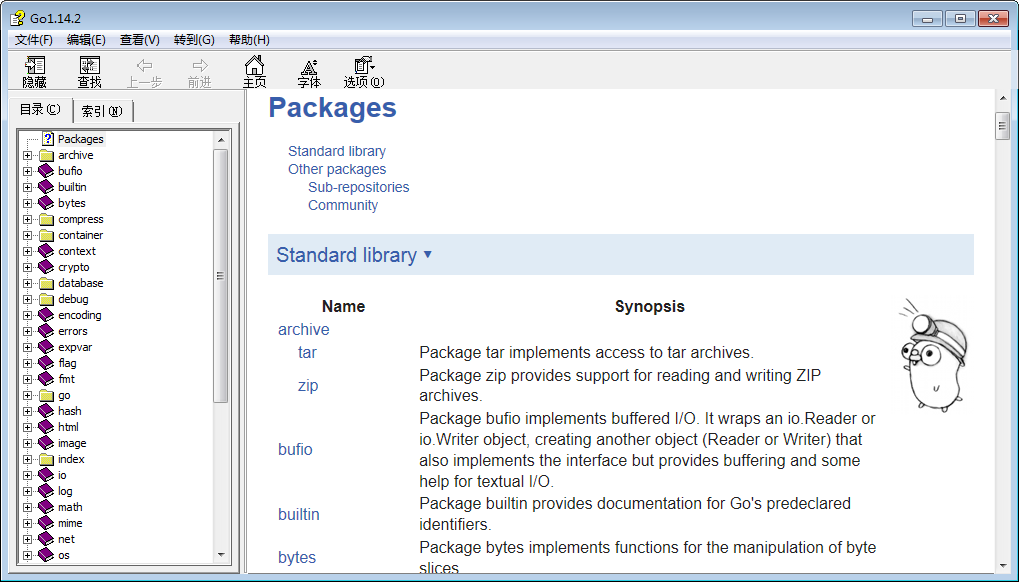 Go1.14.2
文件(F) 编辑(E) 查看(V) 转到(G) 帮助(H)
隐藏 查找 上一步 前进 主页 字体 选项(O)
目录(C) 索引(N)
Packages
archive
bufio
builtin
bytes
compress
container
context
crypto
database
debug
encoding
errors
expvar
flag
fmt
go
hash
html
image
index
io
log
math
mime
net
os
Packages
Standard library
Other packages
Sub-repositories
Community
Standard library ▾
Name Synopsis
archive
tar Package tar implements access to tar archives.
zip Package zip provides support for reading and writing ZIP
archives.
Package bufio implements buffered I/O. It wraps an io.Reader or
io.Writer object, creating another object (Reader or Writer) that
bufio also implements the interface but provides buffering and some
help for textual I/O.
builtin Package builtin provides documentation for Go's predeclared
identifiers.
bytes Package bytes implements functions for the manipulation of byte
slices.